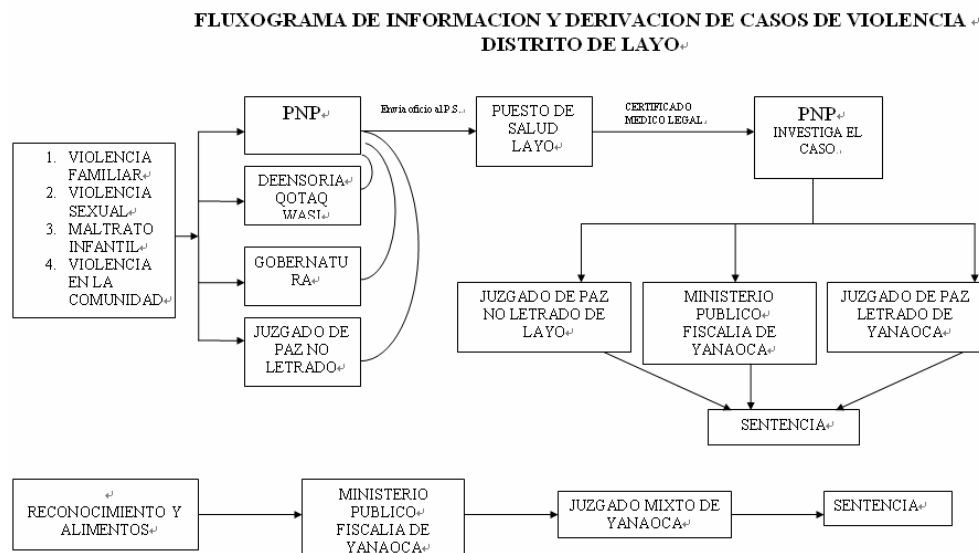 FLUXOGRAMA DE INFORMACION Y DERIVACION DE CASOS DE VIOLENCIA
DISTRITO DE LAYO
1. VIOLENCIA
FAMILIAR
2. VIOLENCIA
SEXUAL
3. MALTRATO
INFANTIL
4. VIOLENCIA
EN LA
COMUNIDAD
PNP
DEENSORIA
QOTAQ
WASI
GOBERNATU
RA
JUZGADO DE
PAZ NO
LETRADO
Envia oficio al P.S..
PUESTO DE
SALUD
LAYO
CERTIFICADO
MEDICO LEGAL
PNP
INVESTIGA EL
CASO.
JUZGADO DE PAZ
NO LETRADO DE
LAYO
MINISTERIO
PUBLICO
FISCALIA DE
YANAOCA
JUZGADO DE PAZ
LETRADO DE
YANAOCA
SENTENCIA
RECONOCIMIENTO Y
ALIMENTOS
MINISTERIO
PUBLICO
FISCALIA DE
YANAOCA
JUZGADO MIXTO DE
YANAOCA
SENTENCIA